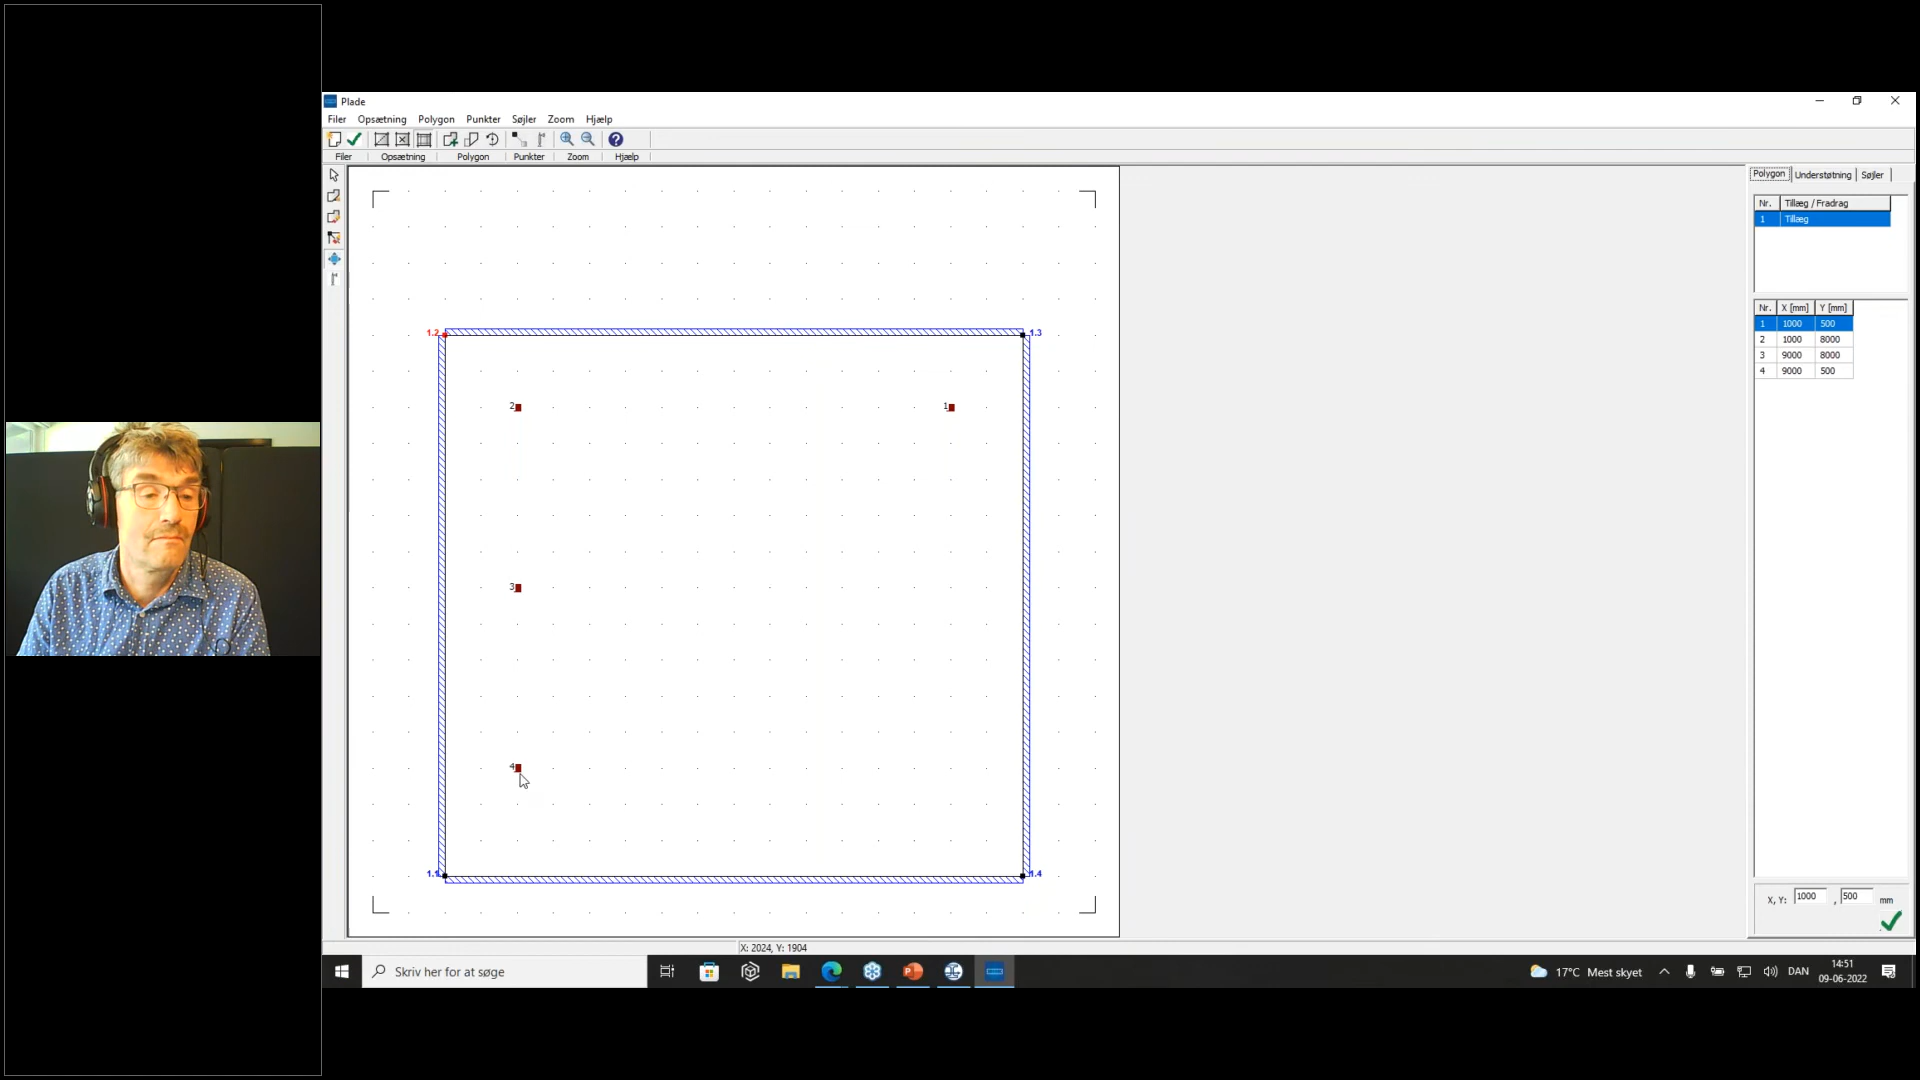 Plade
Filer Opsætning Polygon Punkter Søjler Zoom Hjælp
Filer Opsætning Polygon Punkter Zoom Hjælp
Polygon Understøtning Søjler
Nr. Tillæg / Fradrag
1 Tillæg
Nr. X [mm] Y [mm]
1 1000 500
2 1000 8000
3 9000 8000
4 9000 500
1.2 1.3
2 1
3
4
1.1 1.4
X, Y: 1000 , 500 mm
X: 2024, Y: 1904
Skriv her for at søge
17°C Mest skyet
DAN
14:51
09-06-2022